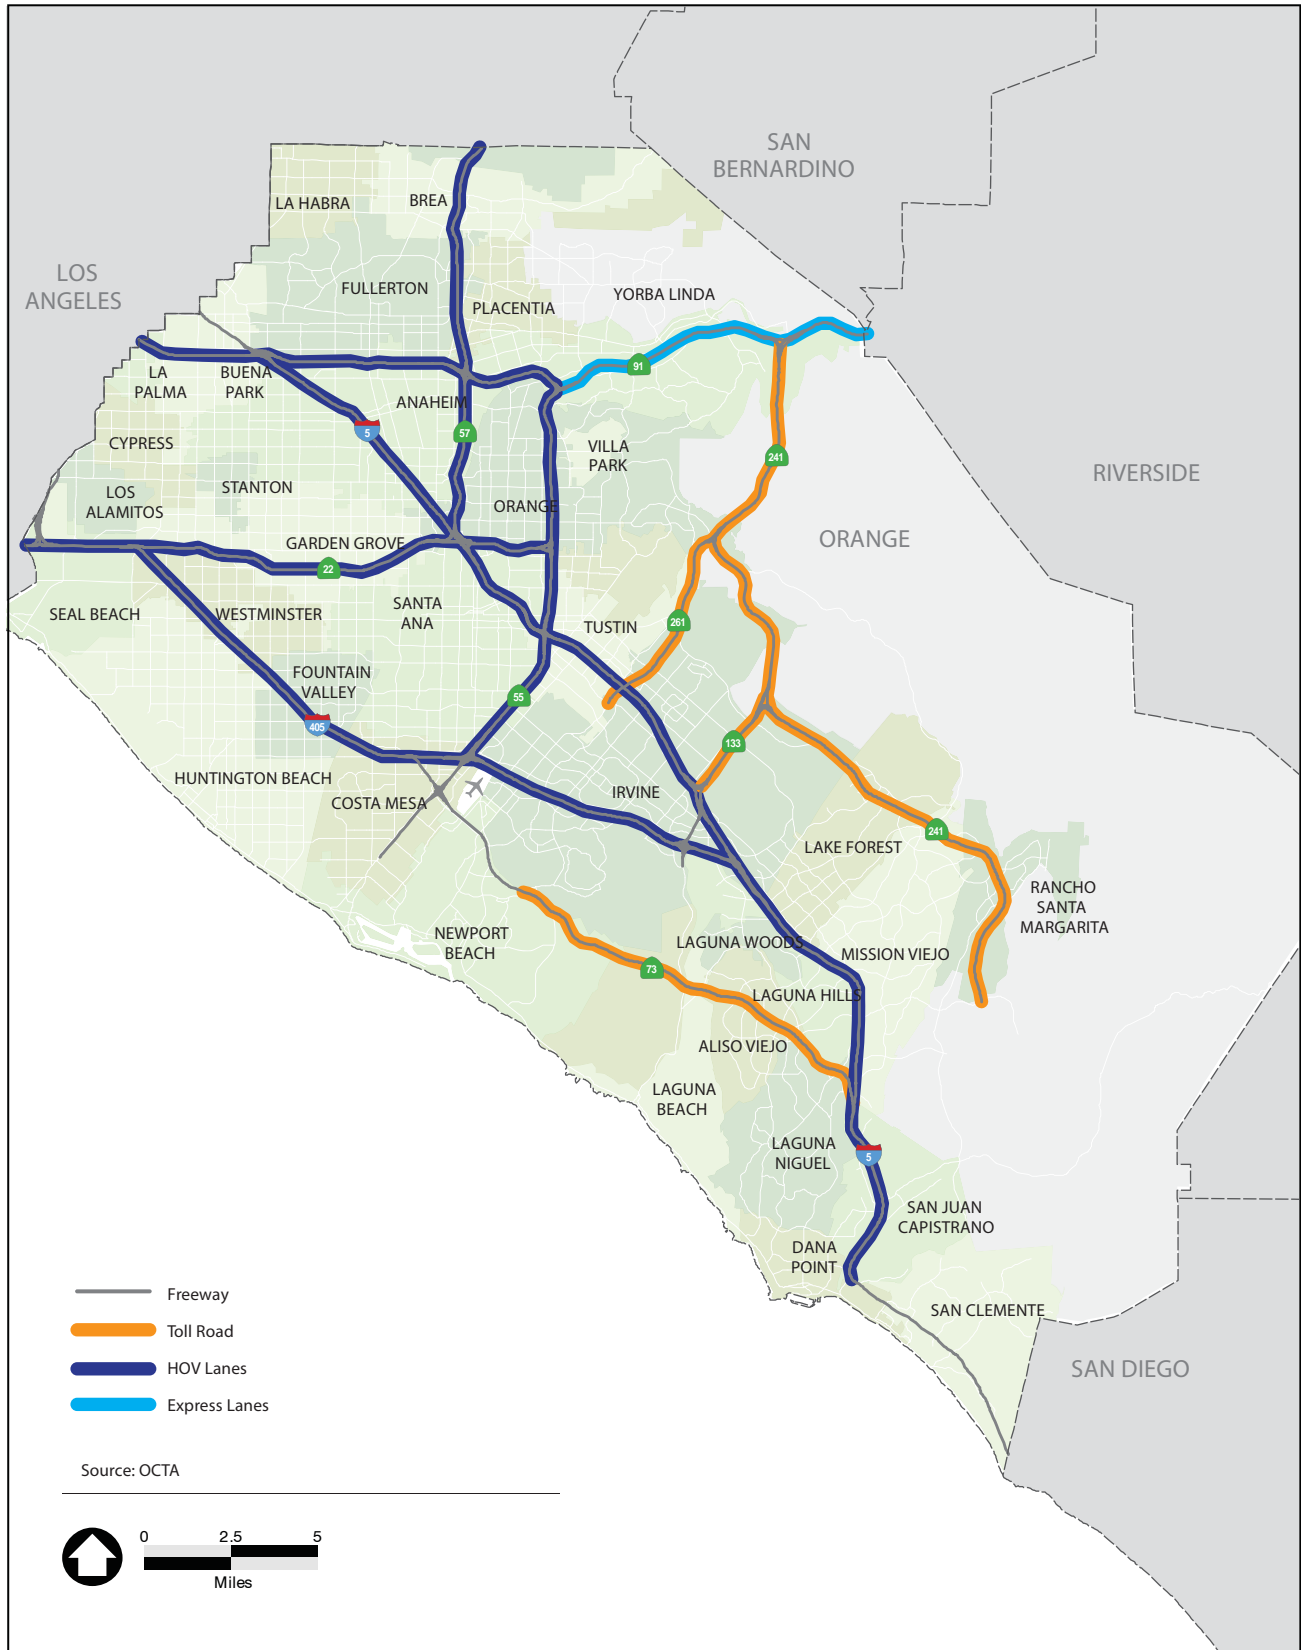 SAN
BERNARDINO
LA HABRA
BREA
LOS
ANGELES
FULLERTON
PLACENTIA
YORBA LINDA
91
LA
PALMA
BUENA
PARK
ANAHEIM
5
57
CYPRESS
VILLA
PARK
241
RIVERSIDE
STANTON
LOS
ALAMITOS
ORANGE
ORANGE
GARDEN GROVE
22
SEAL BEACH
WESTMINSTER
SANTA
ANA
TUSTIN
261
FOUNTAIN
VALLEY
55
405
133
HUNTINGTON BEACH
COSTA MESA
IRVINE
LAKE FOREST
241
RANCHO
SANTA
MARGARITA
NEWPORT
BEACH
LAGUNA WOODS
MISSION VIEJO
73
LAGUNA HILLS
ALISO VIEJO
LAGUNA
BEACH
LAGUNA
NIGUEL
5
SAN JUAN
CAPISTRANO
DANA
POINT
SAN CLEMENTE
SAN DIEGO
Freeway
Toll Road
HOV Lanes
Express Lanes
Source: OCTA
0 2.5 5
Miles